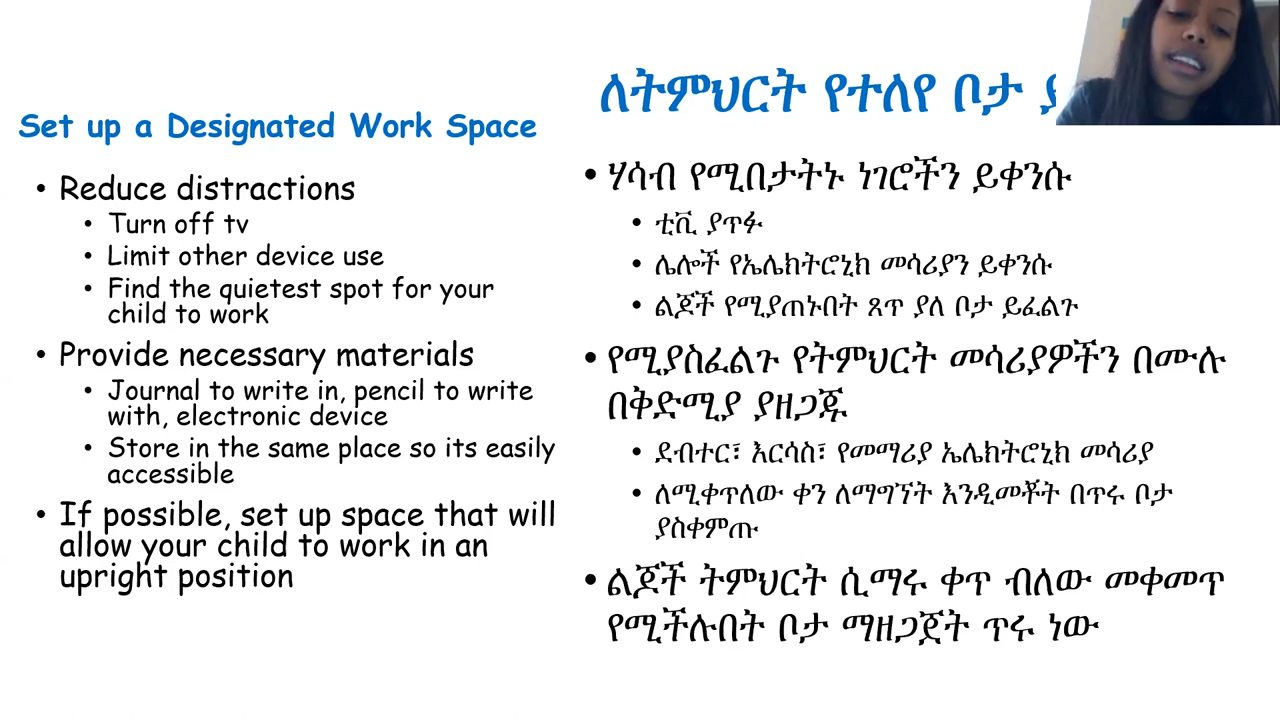 Set up a Designated Work Space
• Reduce distractions
• Turn off tv
• Limit other device use
• Find the quietest spot for your
child to work
• Provide necessary materials
• Journal to write in, pencil to write
with, electronic device
• Store in the same place so its easily
accessible
• If possible, set up space that will
allow your child to work in an
upright position
ለትምህርት የተለየ ቦታ
• ሃሳብ የሚበታትኑ ነገሮችን ይቀንሱ
• ቲቪ ያጥፉ
• ሌሎች የኤሌክትሮኒክ መሳሪያን ይቀንሱ
• ልጆች የሚያጠኑበት ጸጥ ያለ ቦታ ይፈልጉ
• የሚያስፈልጉ የትምህርት መሳሪያዎችን በሙሉ
በቅድሚያ ያዘጋጁ
• ደብተር፣ እርሳስ፣ የመማሪያ ኤሌክትሮኒክ መሳሪያ
• ለሚቀጥለው ቀን ለማግኘት እንዲመቾት በጥሩ ቦታ
ያስቀምጡ
• ልጆች ትምህርት ሲማሩ ቀጥ ብለው መቀመጥ
የሚችሉበት ቦታ ማዘጋጀት ጥሩ ነው